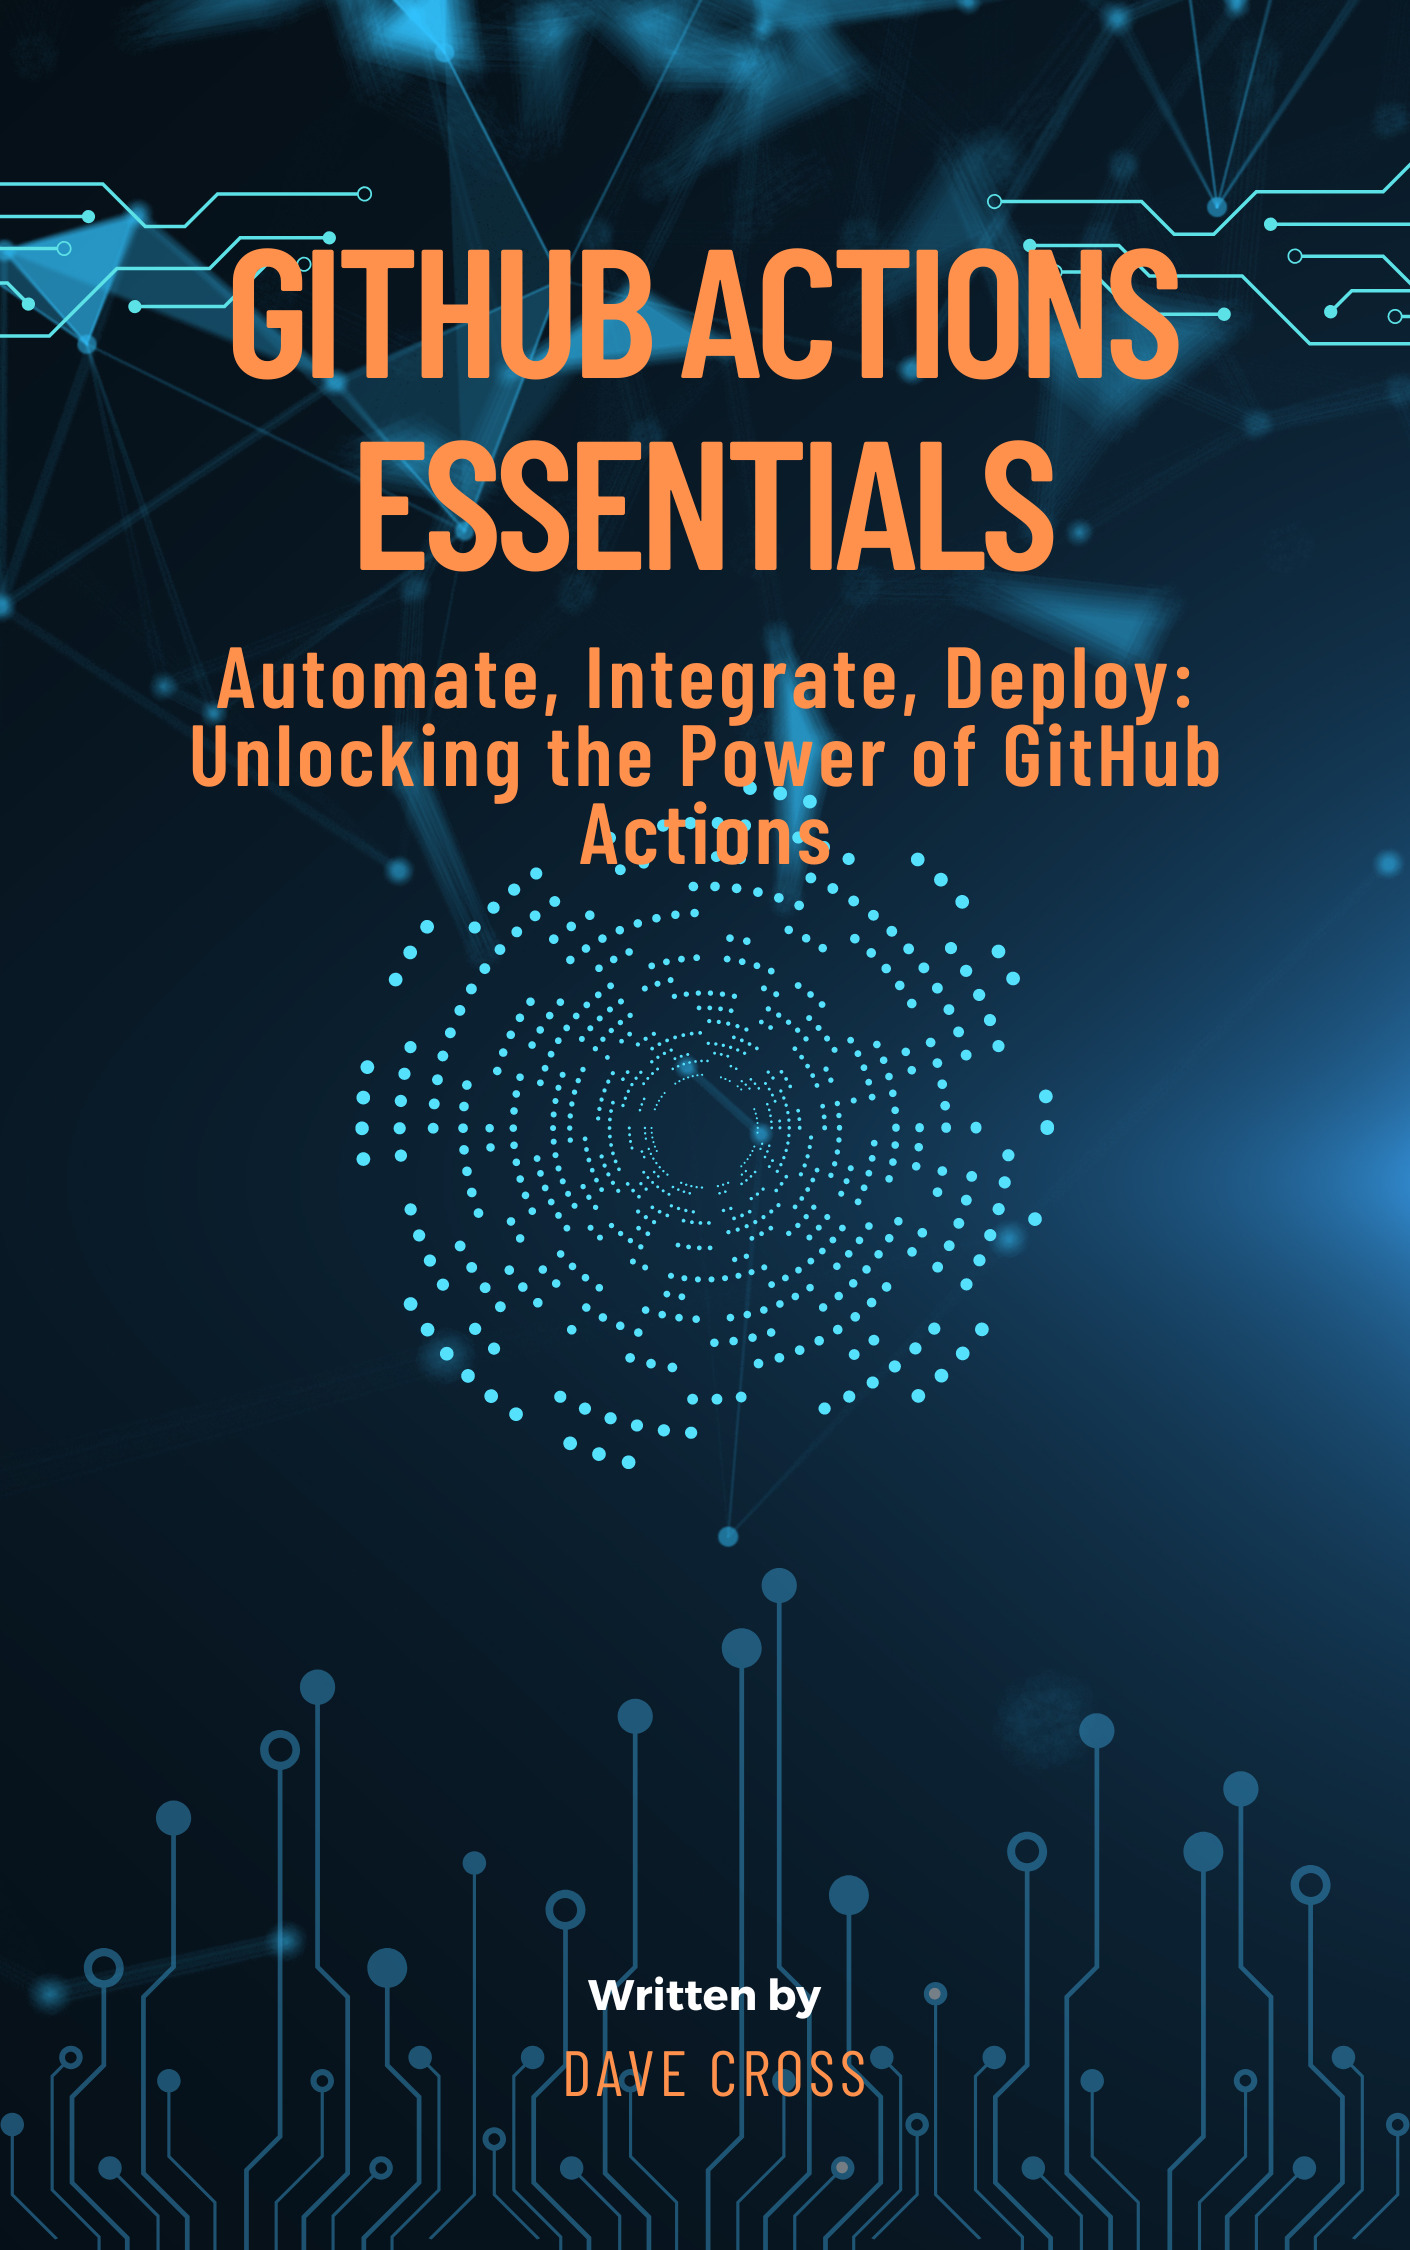 GITHUB ACTIONS
ESSENTIALS
Automate, Integrate, Deploy:
Unlocking the Power of GitHub
Actions
Written by
DAVE CROSS